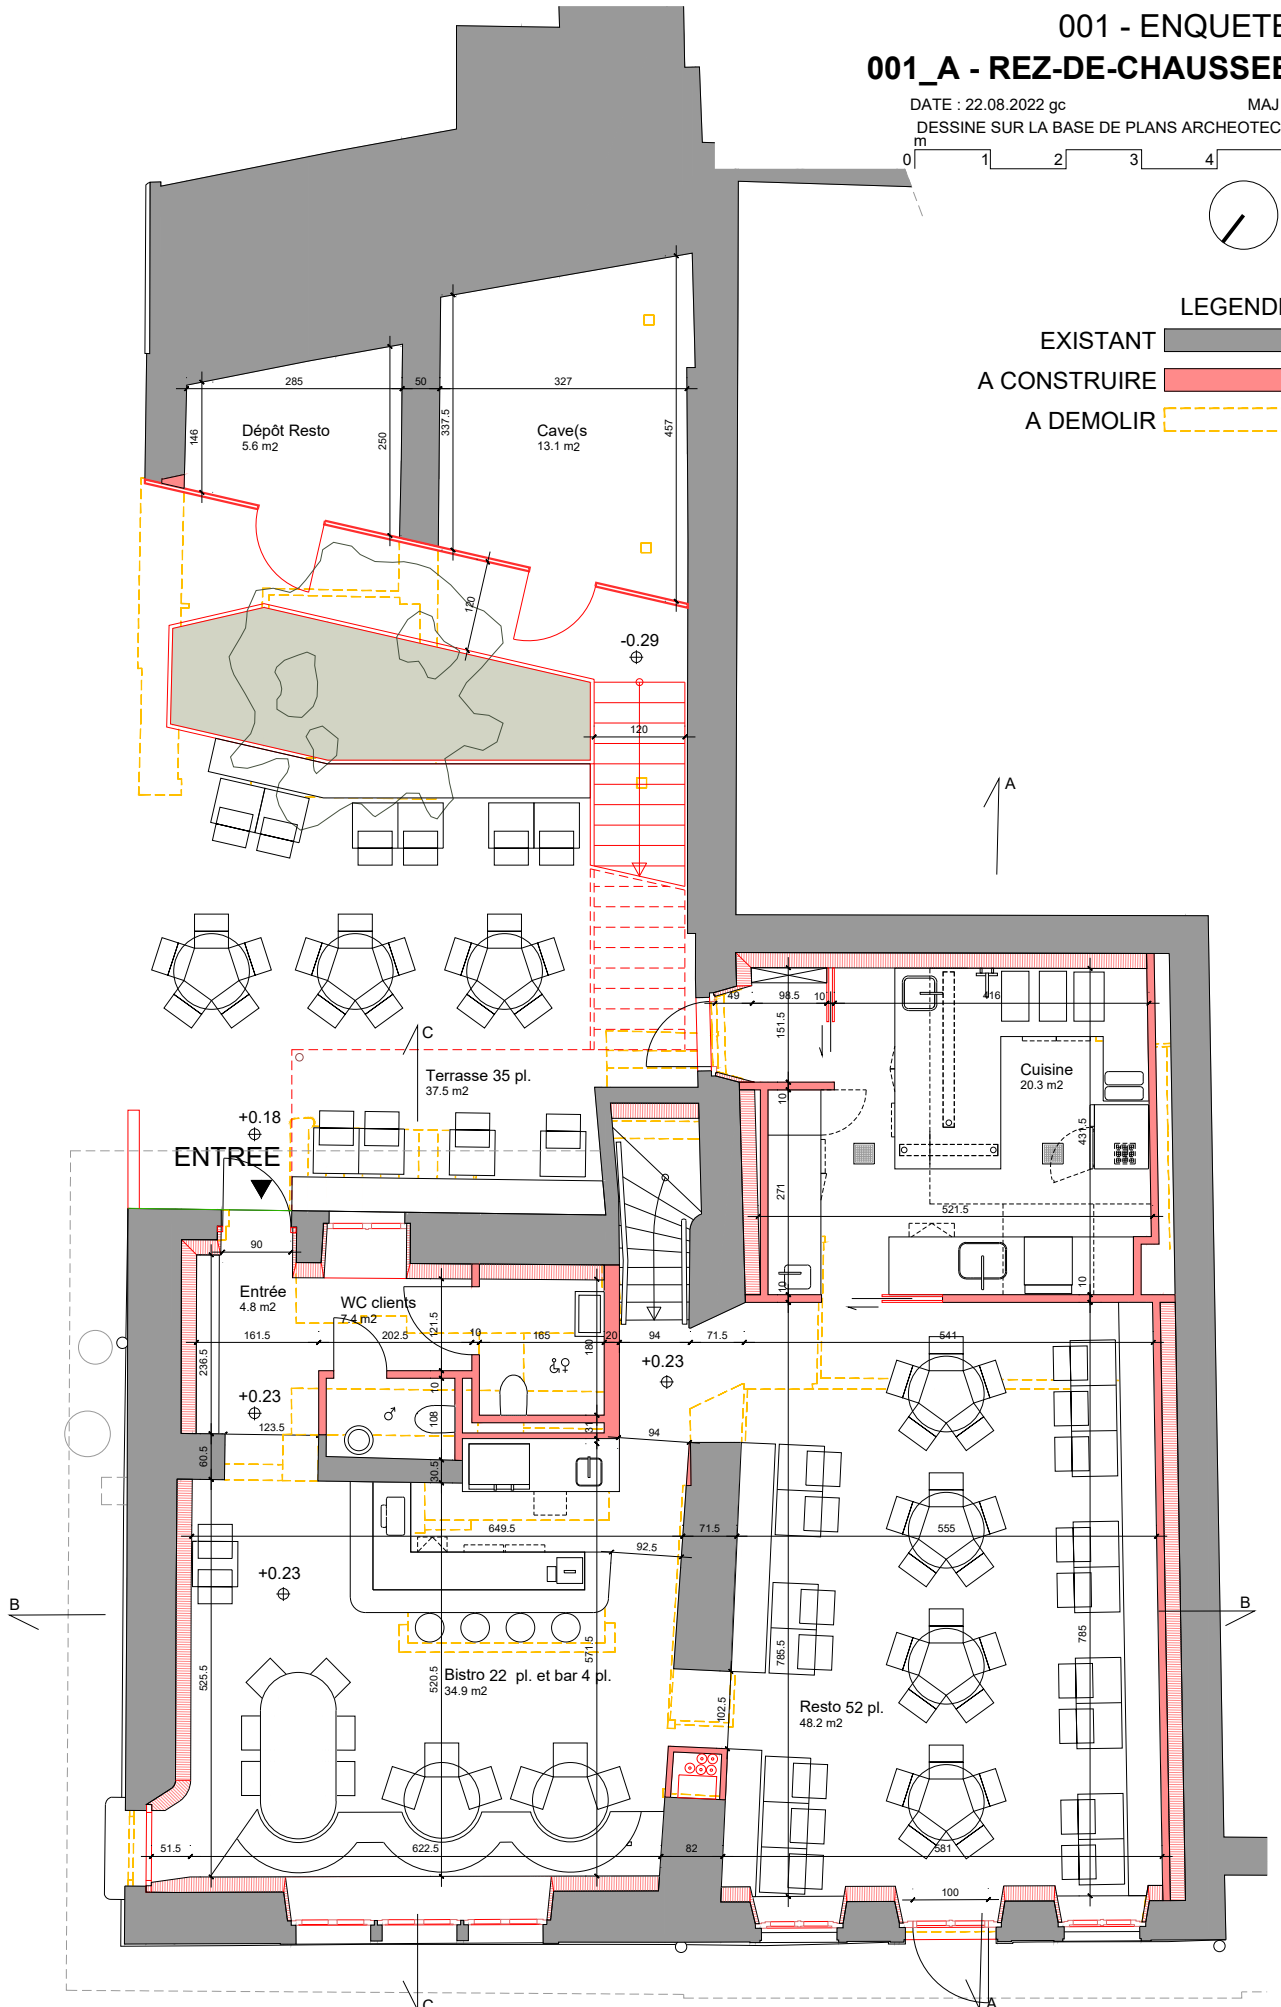 001 - ENQUETE
001_A - REZ-DE-CHAUSSEE
DATE : 22.08.2022 gc MAJ
DESSINE SUR LA BASE DE PLANS ARCHEOTEC
m
0 1 2 3 4
LEGENDE
EXISTANT
A CONSTRUIRE
A DEMOLIR
285 50 327
146
250
337.5
457
Dépôt Resto
5.6 m2
Cave(s
13.1 m2
120
-0.29
120
A
49 98.5 10 416
151.5
C
Terrasse 35 pl.
37.5 m2
Cuisine
20.3 m2
+0.18
ENTREE
10
431.5
271
521.5
90
Entrée
4.8 m2
WC clients
7.4 m2
121.5
10
10
161.5 202.5 10 165 20 94 71.5 541
236.5
180
+0.23
+0.23
10
108
123.5
31
94
60.5
30.5
649.5 71.5 555
92.5
+0.23
B
B
525.5
520.5
571.5
785.5
785
Bistro 22 pl. et bar 4 pl.
34.9 m2
102.5
Resto 52 pl.
48.2 m2
51.5 622.5 82 581
100
C
A